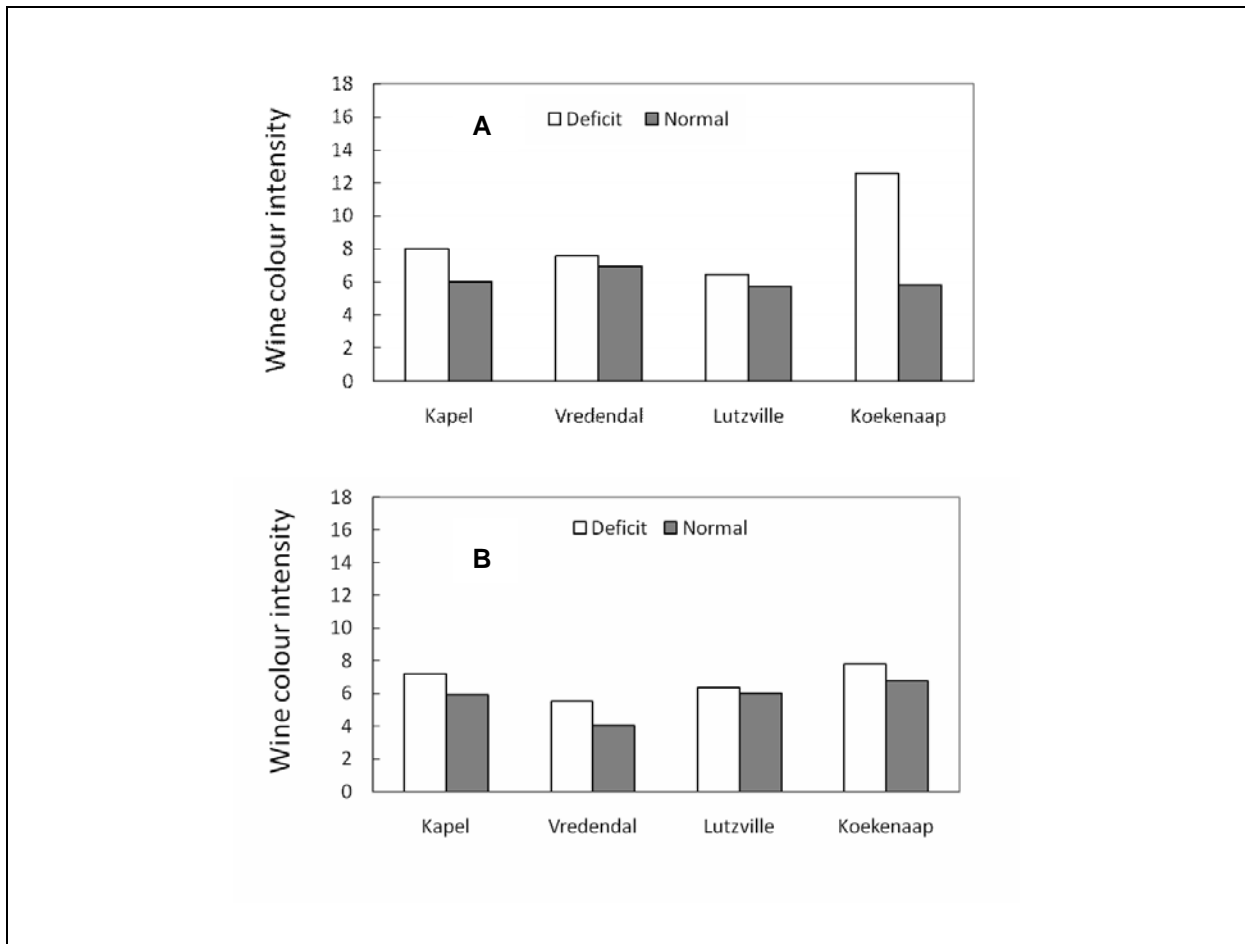 Wine colour intensity
18
16
14
12
10
8
6
4
2
0
A
Deficit Normal
Kapel Vredendal Lutzville Koekenaap
Wine colour intensity
18
16
14
12
10
8
6
4
2
0
Deficit Normal
B
Kapel Vredendal Lutzville Koekenaap